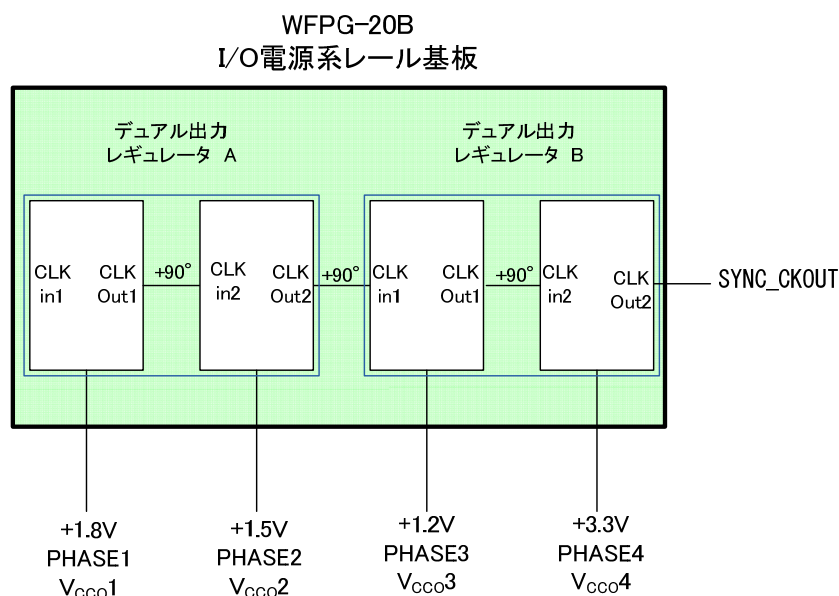 WFPG-20B
I/O電源系レール基板
デュアル出力
レギュレータ A
デュアル出力
レギュレータ B
CLK
in1
CLK
Out1
+90°
CLK
in2
CLK
Out2
+90°
CLK
in1
CLK
Out1
+90°
CLK
in2
CLK
Out2
SYNC_CKOUT
+1.8V
PHASE1
VCCO1
+1.5V
PHASE2
VCCO2
+1.2V
PHASE3
VCCO3
+3.3V
PHASE4
VCCO4